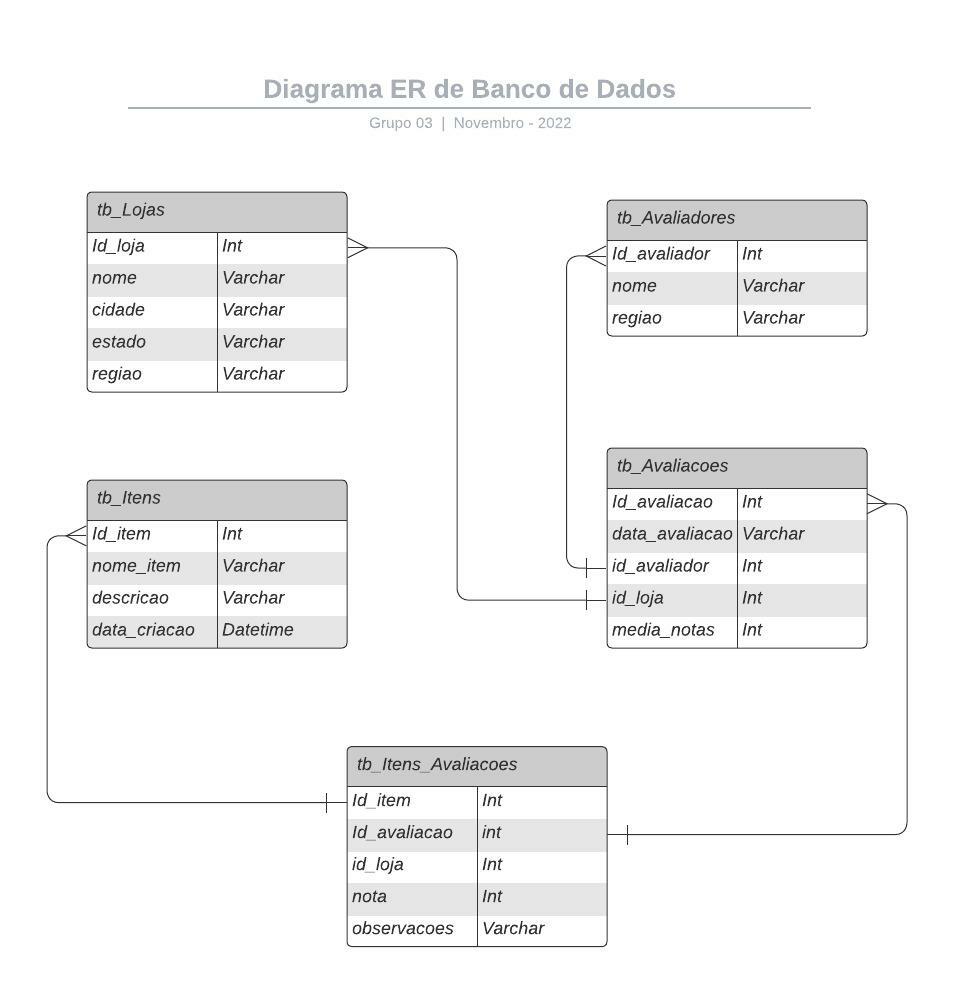 Diagrama ER de Banco de Dados
Grupo 03 | Novembro - 2022
tb_Lojas
Id_loja Int
nome Varchar
cidade Varchar
estado Varchar
regiao Varchar
tb_Avaliadores
Id_avaliador Int
nome Varchar
regiao Varchar
tb_Itens
Id_item Int
nome_item Varchar
descricao Varchar
data_criacao Datetime
tb_Avaliacoes
Id_avaliacao Int
data_avaliacao Varchar
id_avaliador Int
id_loja Int
media_notas Int
tb_Itens_Avaliacoes
Id_item Int
Id_avaliacao int
id_loja Int
nota Int
observacoes Varchar